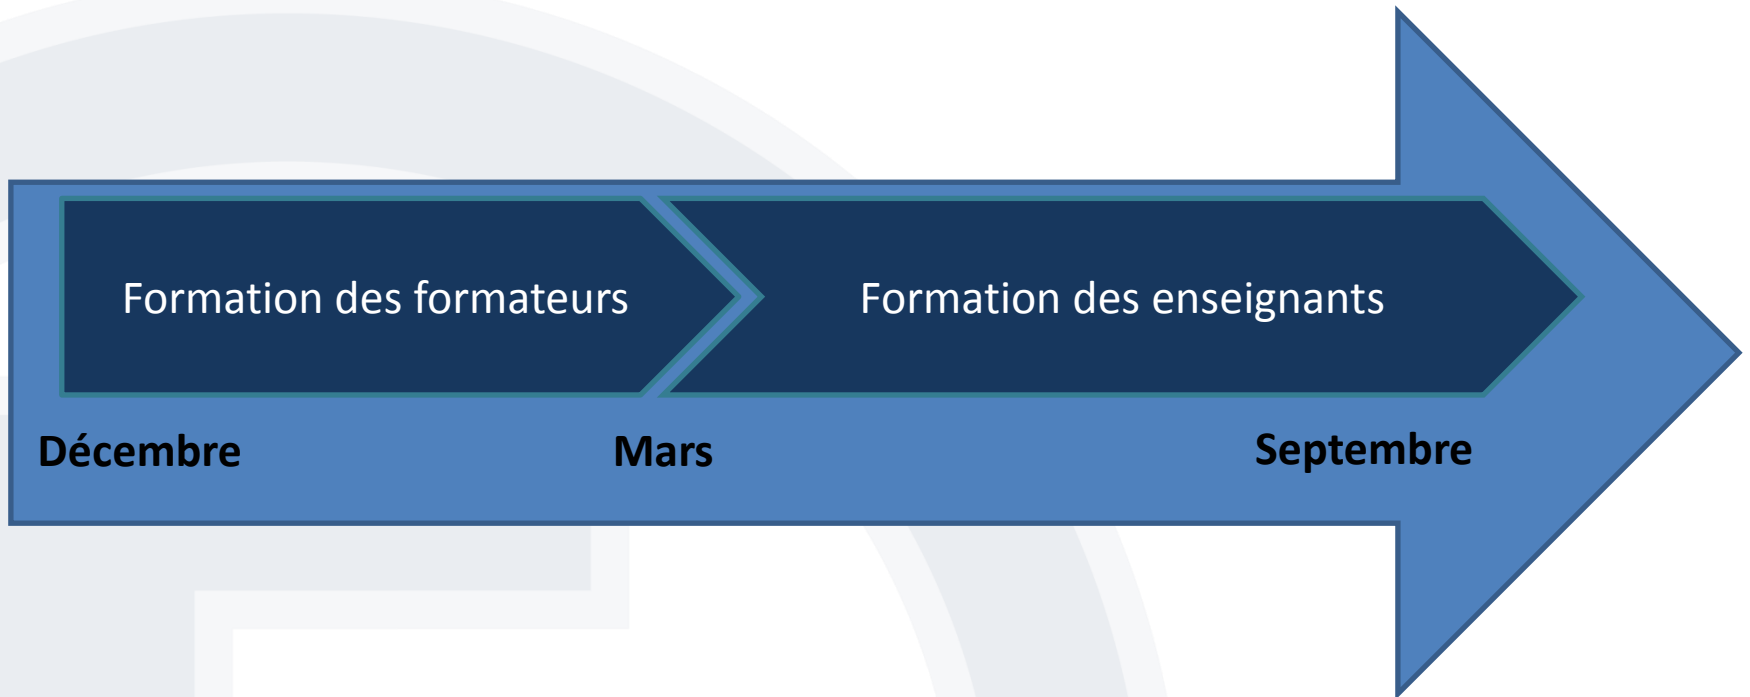 Formation des formateurs
Formation des enseignants
Décembre
Mars
Septembre